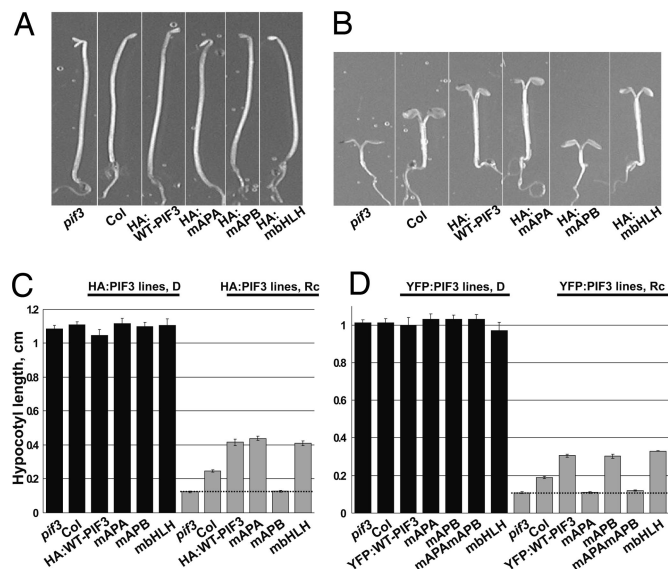 A
pif3
Col
HA:
WT-PIF3
HA:
mAPA
HA:
mAPB
HA:
mbHLH
B
pif3
Col
HA:
WT-PIF3
HA:
mAPA
HA:
mAPB
HA:
mbHLH
C
HA:PIF3 lines, D
HA:PIF3 lines, Rc
Hypocotyl length, cm
1.2
1
0.8
0.6
0.4
0.2
0
pif3
Col
HA:WT-PIF3
mAPA
mAPB
mbHLH
pif3
Col
HA:WT-PIF3
mAPA
mAPB
mbHLH
D
YFP:PIF3 lines, D
YFP:PIF3 lines, Rc
1
0.8
0.6
0.4
0.2
0
pif3
Col
YFP:WT-PIF3
mAPA
mAPB
mAPAmAPB
mbHLH
pif3
Col
YFP:WT-PIF3
mAPA
mAPB
mAPAmAPB
mbHLH